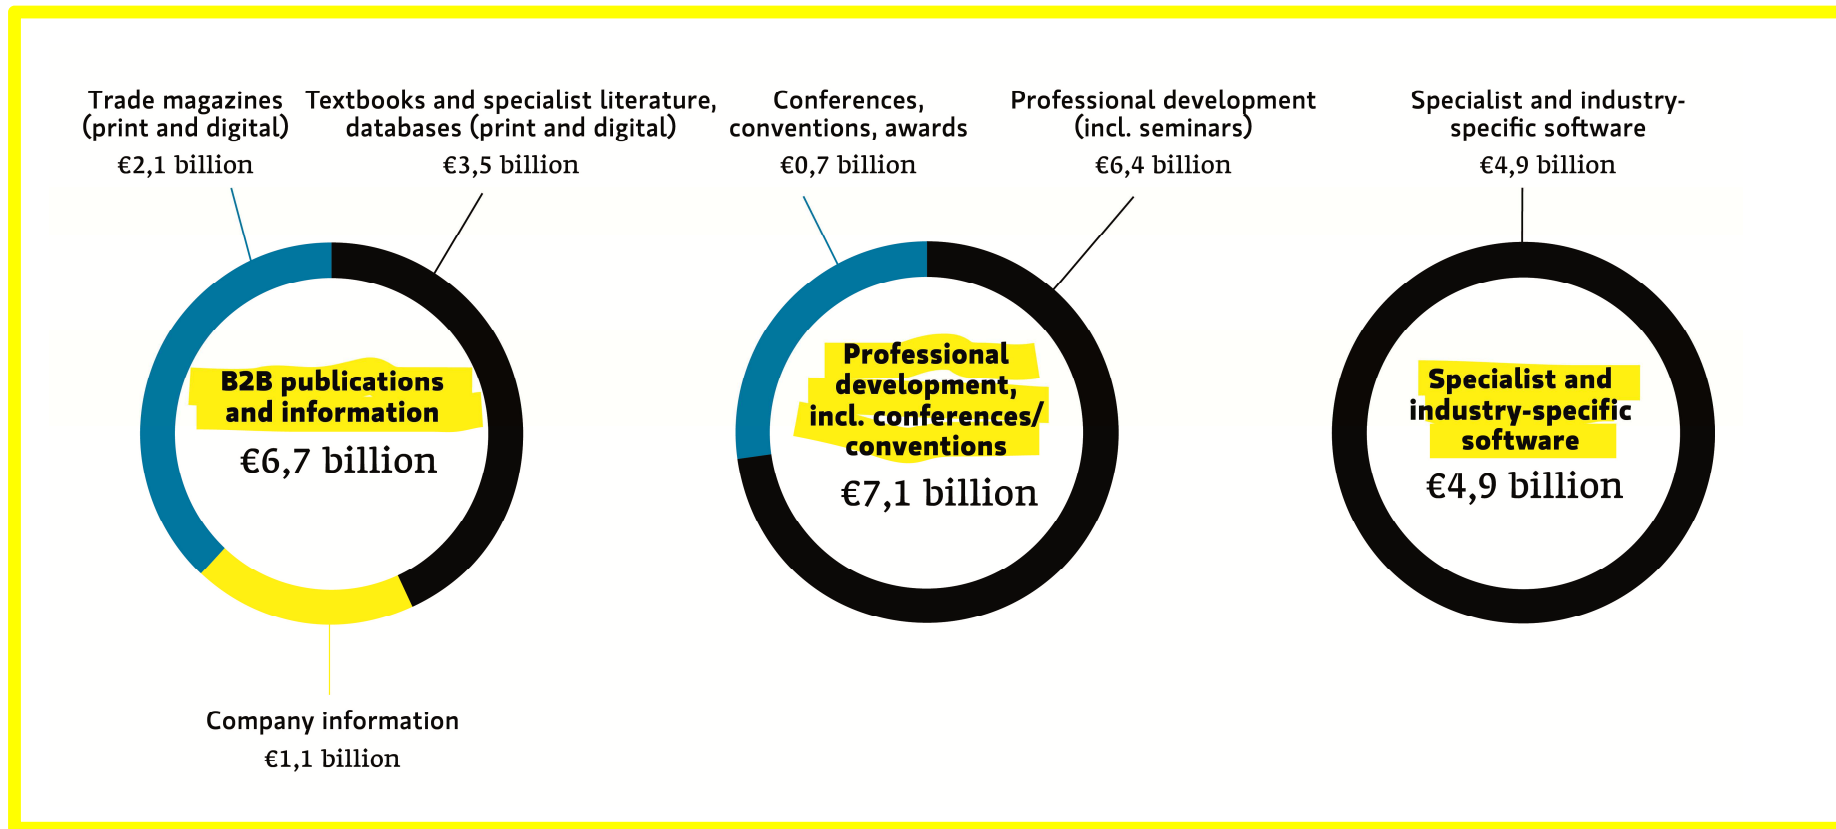 Trade magazines
(print and digital)
€2,1 billion
Textbooks and specialist literature,
databases (print and digital)
€3,5 billion
B2B publications
and information
€6,7 billion
Company information
€1,1 billion
Conferences,
conventions, awards
€0,7 billion
Professional development
(incl. seminars)
€6,4 billion
Professional
development,
incl. conferences/
conventions
€7,1 billion
Specialist and industry-
specific software
€4,9 billion
Specialist and
industry-specific
software
€4,9 billion